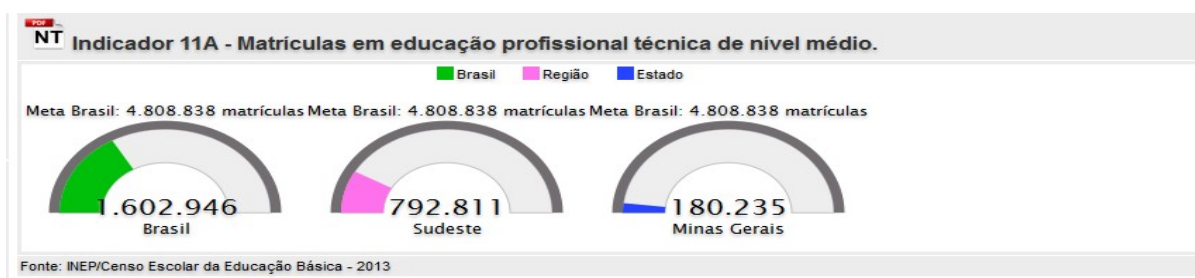 PDF
NT Indicador 11A - Matrículas em educação profissional técnica de nível médio.
Brasil Região Estado
Meta Brasil: 4.808.838 matrículas Meta Brasil: 4.808.838 matrículas Meta Brasil: 4.808.838 matrículas
1.602.946 792.811 180.235
Brasil Sudeste Minas Gerais
Fonte: INEP/Censo Escolar da Educação Básica - 2013